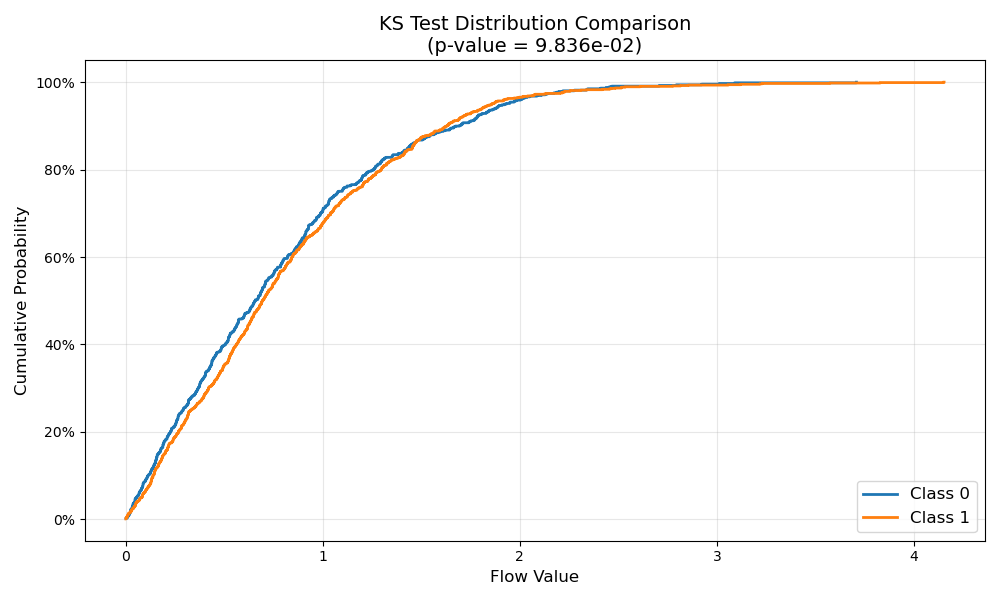 KS Test Distribution Comparison
(p-value = 9.836e-02)
Cumulative Probability
100%
80%
60%
40%
20%
0%
0 1 2 3 4
Flow Value
Class 0
Class 1